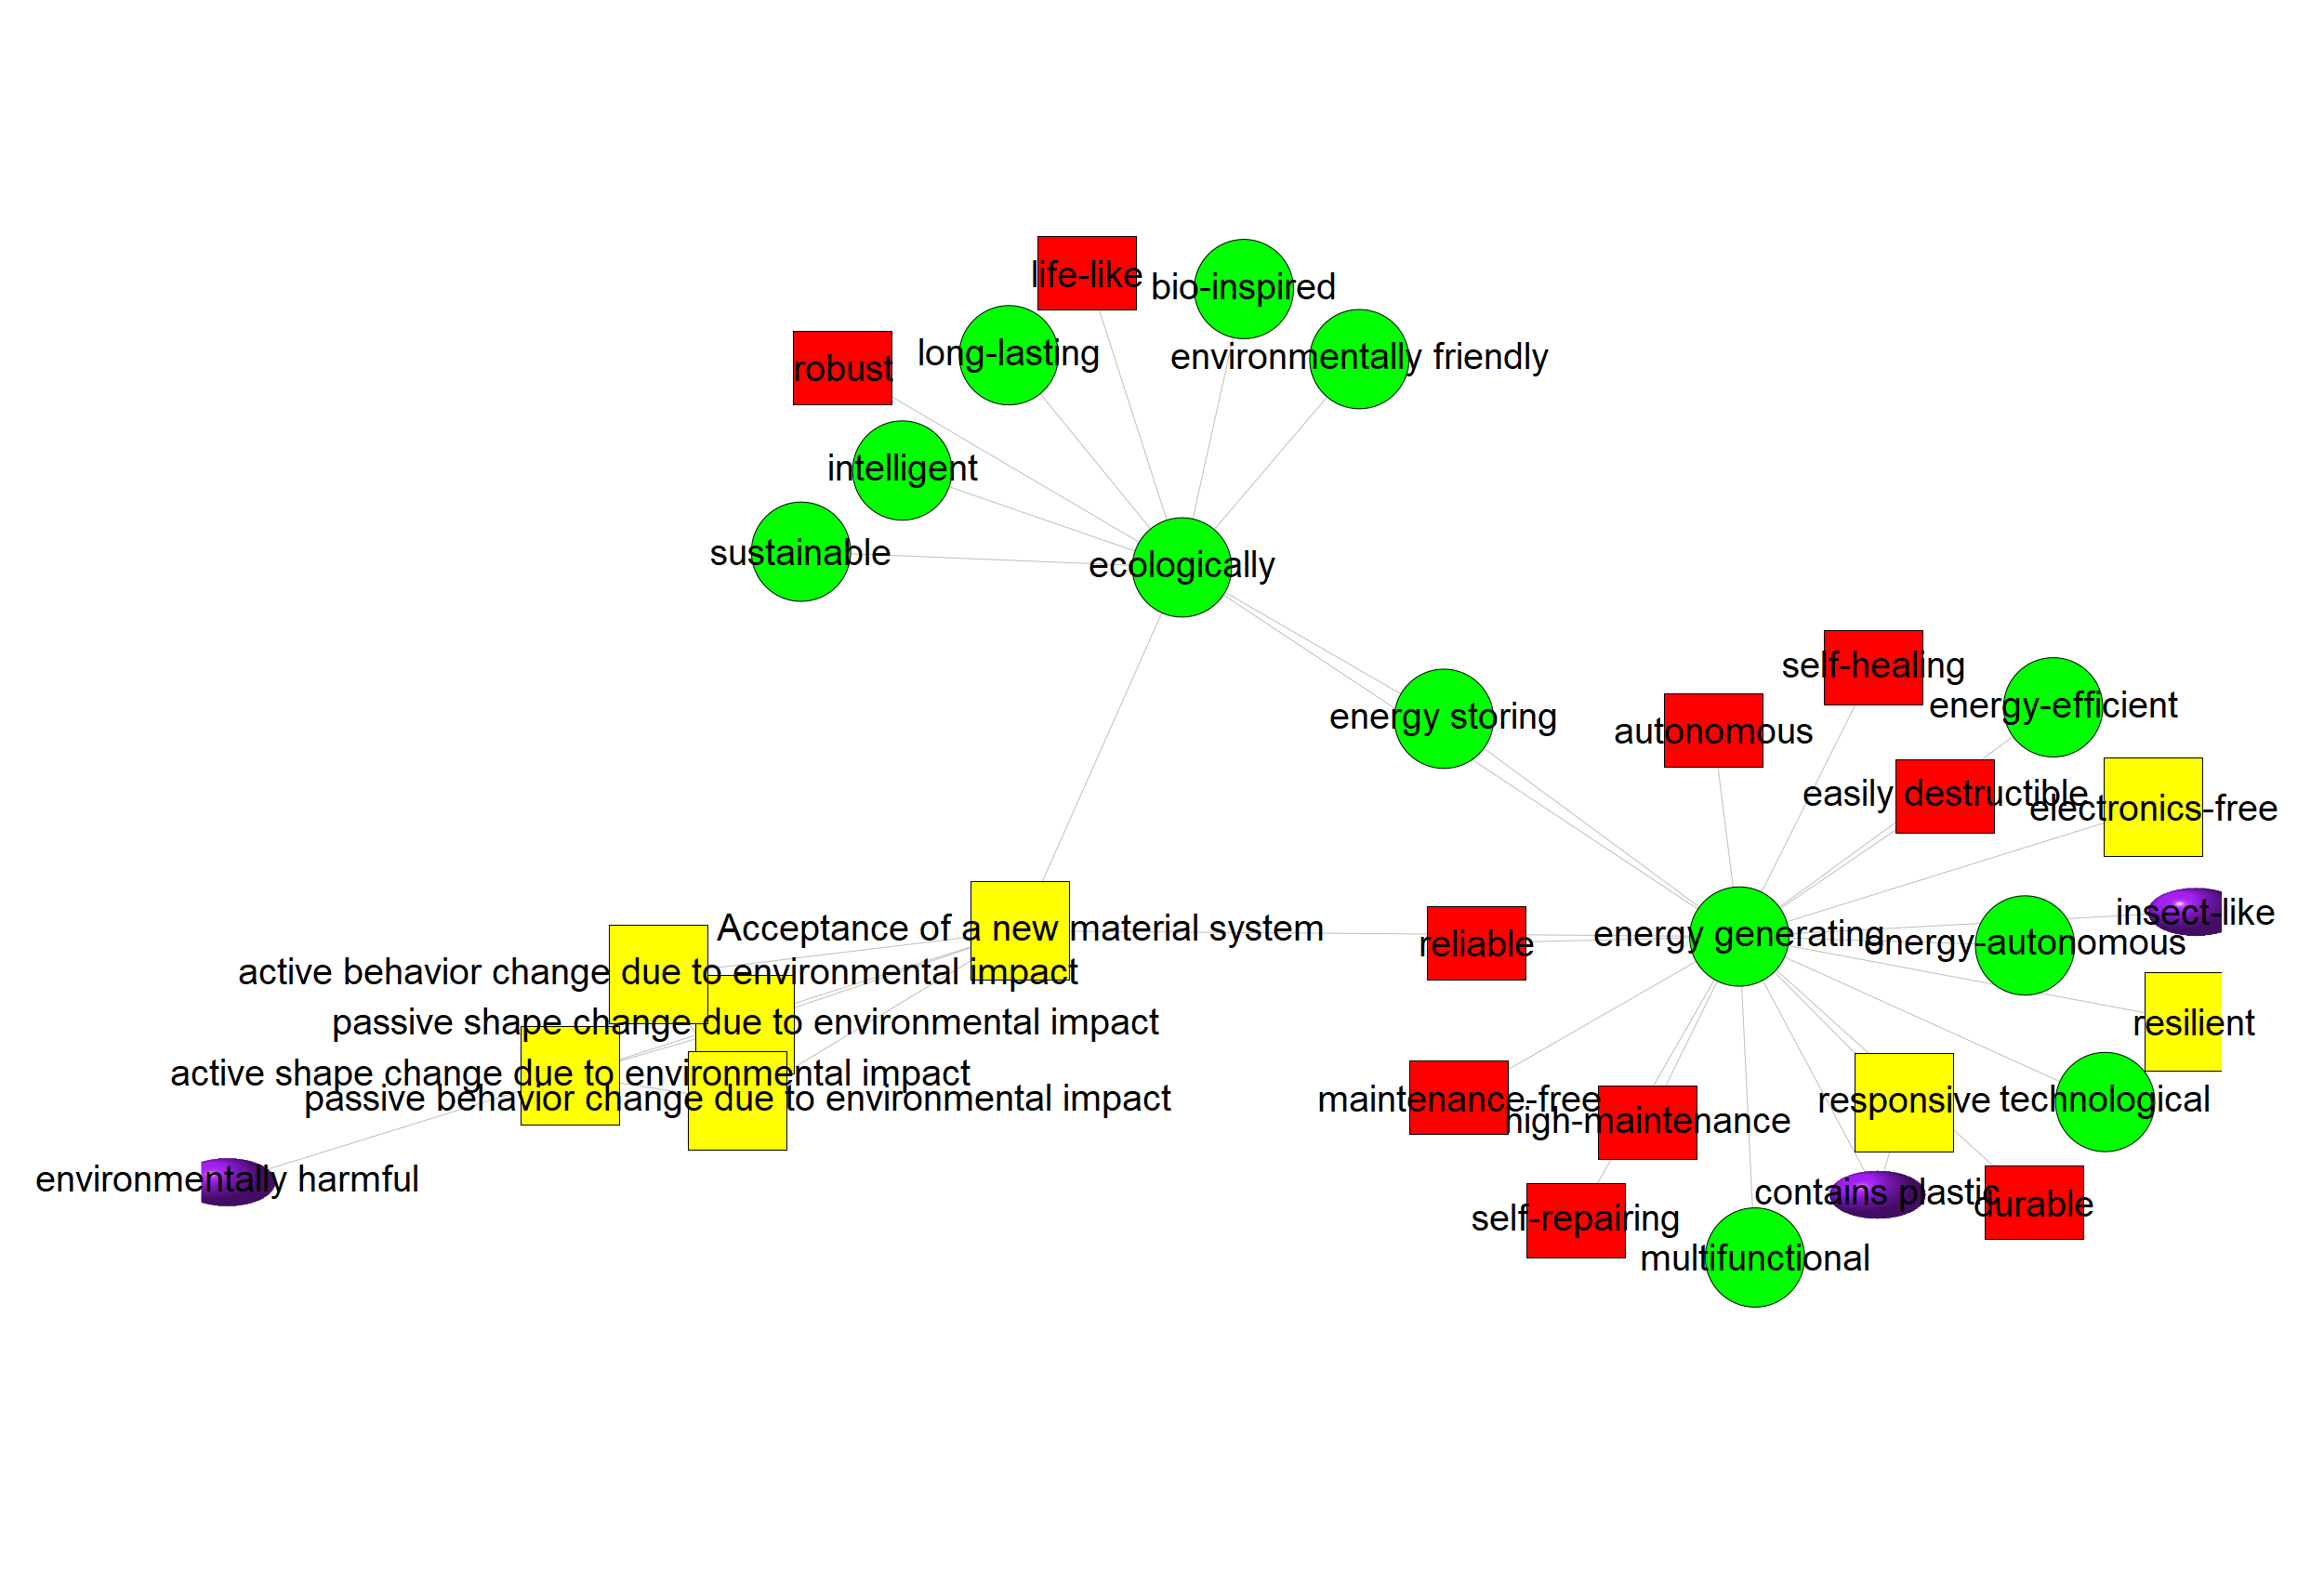 life-like
bio-inspired
long-lasting
environmentally friendly
robust
intelligent
sustainable
ecologically
self-healing
energy-efficient
energy storing
autonomous
easily destructible
electronics-free
insect-like
Acceptance of a new material system
energy generating
reliable
energy-autonomous
active behavior change due to environmental impact
passive shape change due to environmental impact
resilient
active shape change due to environmental impact
passive behavior change due to environmental impact
maintenance-free
responsive
technological
high-maintenance
environmentally harmful
contains plastic
durable
self-repairing
multifunctional